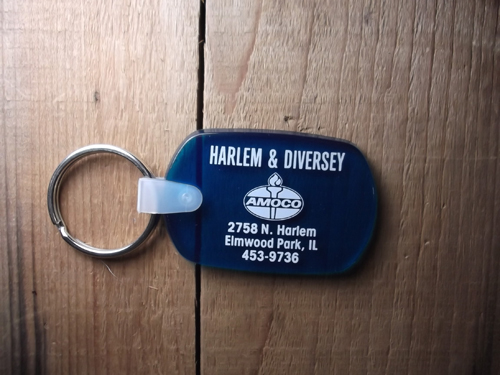 HARLEM & DIVERSEY
AMOCO
2758 N. Harlem
Elmwood Park, IL
453-9736